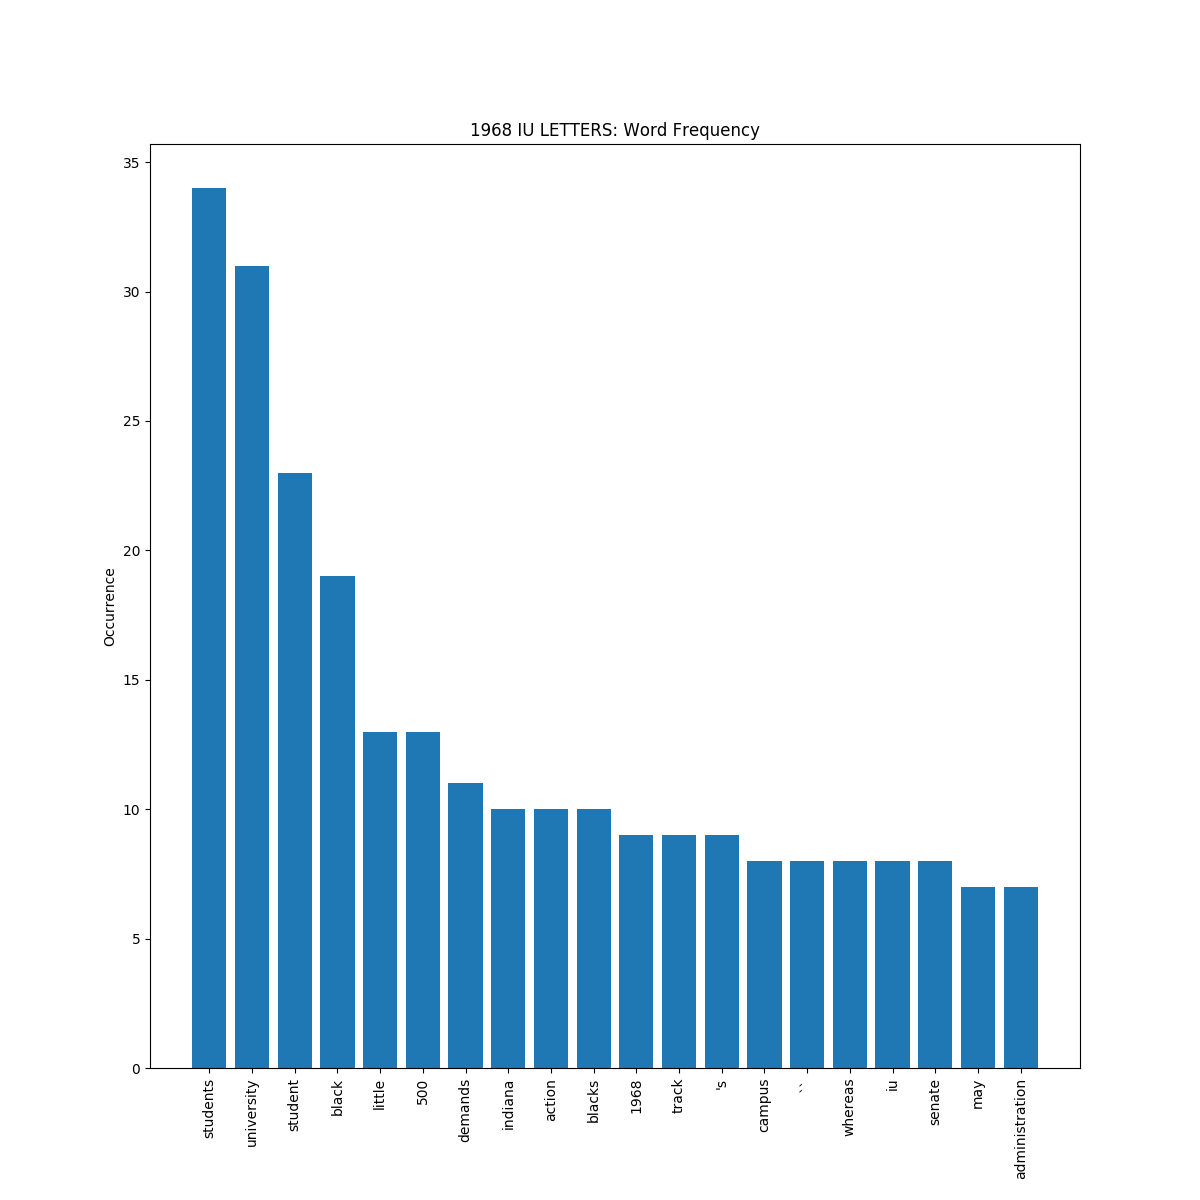 1968 IU LETTERS: Word Frequency
35
30
25
20
15
10
5
0
Occurrence
students
university
student
black
little
500
demands
indiana
action
blacks
1968
track
's
campus
``
whereas
iu
senate
may
administration